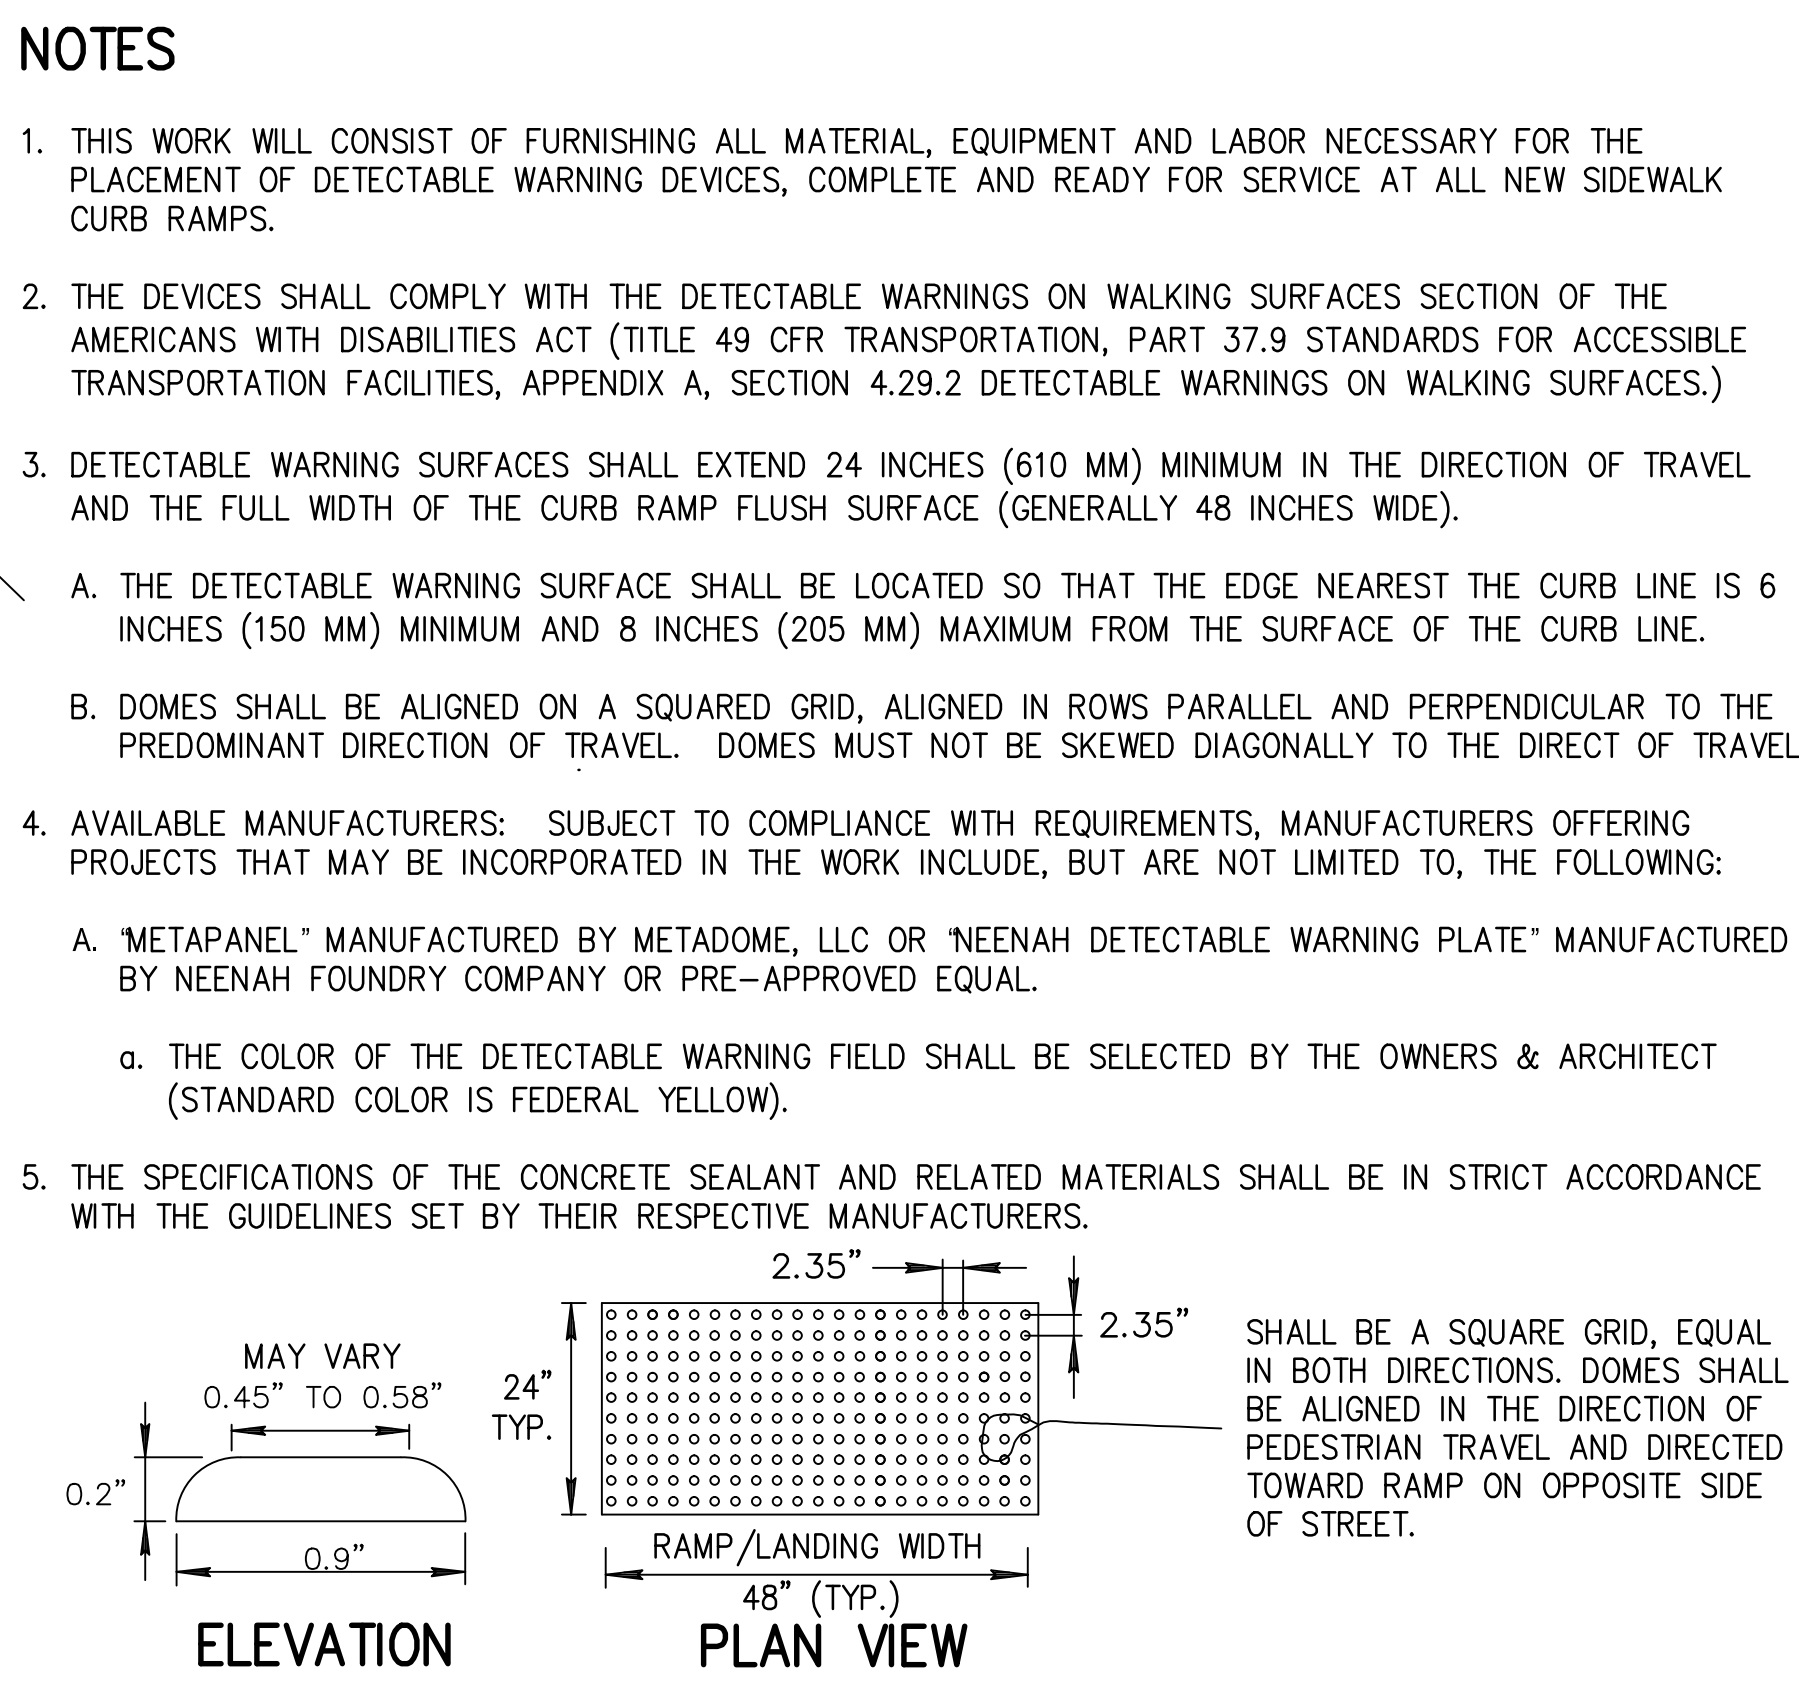 NOTES
1. THIS WORK WILL CONSIST OF FURNISHING ALL MATERIAL, EQUIPMENT AND LABOR NECESSARY FOR THE
PLACEMENT OF DETECTABLE WARNING DEVICES, COMPLETE AND READY FOR SERVICE AT ALL NEW SIDEWALK
CURB RAMPS.
2. THE DEVICES SHALL COMPLY WITH THE DETECTABLE WARNINGS ON WALKING SURFACES SECTION OF THE
AMERICANS WITH DISABILITIES ACT (TITLE 49 CFR TRANSPORTATION, PART 37.9 STANDARDS FOR ACCESSIBLE
TRANSPORTATION FACILITIES, APPENDIX A, SECTION 4.29.2 DETECTABLE WARNINGS ON WALKING SURFACES.)
3. DETECTABLE WARNING SURFACES SHALL EXTEND 24 INCHES (610 MM) MINIMUM IN THE DIRECTION OF TRAVEL
AND THE FULL WIDTH OF THE CURB RAMP FLUSH SURFACE (GENERALLY 48 INCHES WIDE).
A. THE DETECTABLE WARNING SURFACE SHALL BE LOCATED SO THAT THE EDGE NEAREST THE CURB LINE IS 6
INCHES (150 MM) MINIMUM AND 8 INCHES (205 MM) MAXIMUM FROM THE SURFACE OF THE CURB LINE.
B. DOMES SHALL BE ALIGNED ON A SQUARED GRID, ALIGNED IN ROWS PARALLEL AND PERPENDICULAR TO THE
PREDOMINANT DIRECTION OF TRAVEL. DOMES MUST NOT BE SKEWED DIAGONALLY TO THE DIRECT OF TRAVEL
4. AVAILABLE MANUFACTURERS: SUBJECT TO COMPLIANCE WITH REQUIREMENTS, MANUFACTURERS OFFERING
PROJECTS THAT MAY BE INCORPORATED IN THE WORK INCLUDE, BUT ARE NOT LIMITED TO, THE FOLLOWING:
A. “METAPANEL” MANUFACTURED BY METADOME, LLC OR “NEENAH DETECTABLE WARNING PLATE” MANUFACTURED
BY NEENAH FOUNDRY COMPANY OR PRE-APPROVED EQUAL.
a. THE COLOR OF THE DETECTABLE WARNING FIELD SHALL BE SELECTED BY THE OWNERS & ARCHITECT
(STANDARD COLOR IS FEDERAL YELLOW).
5. THE SPECIFICATIONS OF THE CONCRETE SEALANT AND RELATED MATERIALS SHALL BE IN STRICT ACCORDANCE
WITH THE GUIDELINES SET BY THEIR RESPECTIVE MANUFACTURERS.
MAY VARY
0.45” TO 0.58”
0.2”
0.9”
ELEVATION
2.35”
2.35”
24”
TYP.
RAMP/LANDING WIDTH
48” (TYP.)
PLAN VIEW
SHALL BE A SQUARE GRID, EQUAL
IN BOTH DIRECTIONS. DOMES SHALL
BE ALIGNED IN THE DIRECTION OF
PEDESTRIAN TRAVEL AND DIRECTED
TOWARD RAMP ON OPPOSITE SIDE
OF STREET.